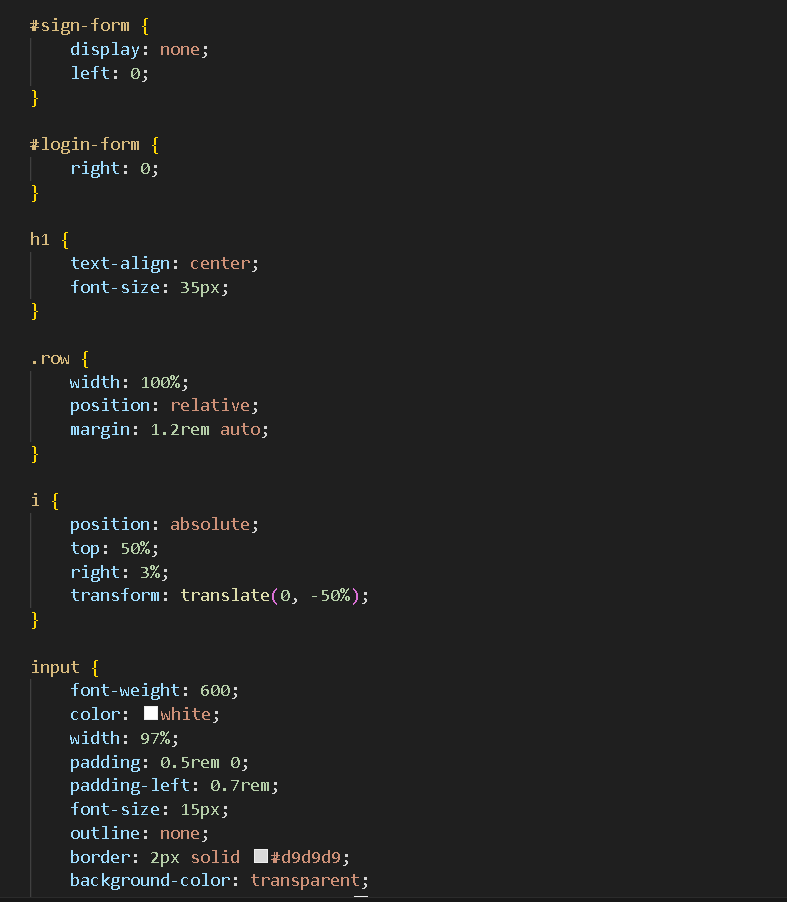 #sign-form {
    display: none;
    left: 0;
}
#login-form {
    right: 0;
}
h1 {
    text-align: center;
    font-size: 35px;
}
.row {
    width: 100%;
    position: relative;
    margin: 1.2rem auto;
}
i {
    position: absolute;
    top: 50%;
    right: 3%;
    transform: translate(0, -50%);
}
input {
    font-weight: 600;
    color: white;
    width: 97%;
    padding: 0.5rem 0;
    padding-left: 0.7rem;
    font-size: 15px;
    outline: none;
    border: 2px solid #d9d9d9;
    background-color: transparent;